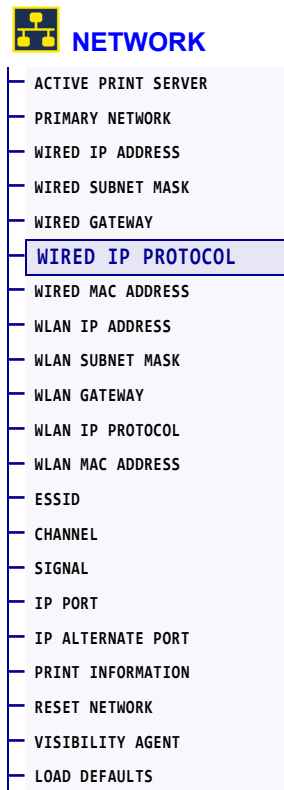 NETWORK
ACTIVE PRINT SERVER
PRIMARY NETWORK
WIRED IP ADDRESS
WIRED SUBNET MASK
WIRED GATEWAY
WIRED IP PROTOCOL
WIRED MAC ADDRESS
WLAN IP ADDRESS
WLAN SUBNET MASK
WLAN GATEWAY
WLAN IP PROTOCOL
WLAN MAC ADDRESS
ESSID
CHANNEL
SIGNAL
IP PORT
IP ALTERNATE PORT
PRINT INFORMATION
RESET NETWORK
VISIBILITY AGENT
LOAD DEFAULTS